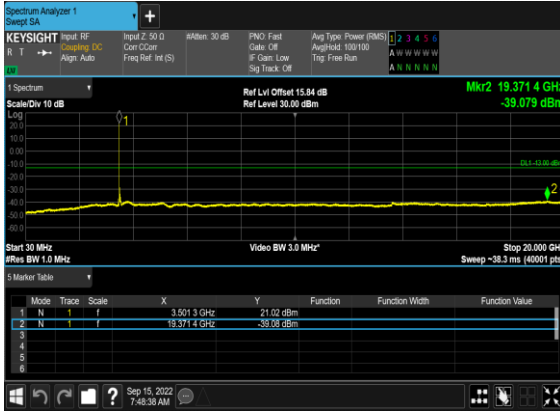 Spectrum Analyzer 1
Swept SA
+
KEYSIGHT Input: RF Input Z: 50 Ω #Atten: 30 dB PNO: Fast Avg Type: Power (RMS) 1 2 3 4 5 6
R T Coupling: DC Corr CCorr Gate: Off Avg|Hold: 100/100 A W W W W W
Align: Auto Freq Ref: Int (S) IF Gain: Low Trig: Free Run
Sig Track: Off A N N N N N
1 Spectrum Ref Lvl Offset 15.84 dB Mkr2 19.371 4 GHz
Scale/Div 10 dB Ref Level 30.00 dBm -39.079 dBm
Log
20.0
10.0
0.00
-10.0
-20.0
-30.0
-40.0
-50.0
-60.0
1
DL1 -13.00 dBm
2
Start 30 MHz Video BW 3.0 MHz* Stop 20.000 GHz
#Res BW 1.0 MHz Sweep ~38.3 ms (40001 pts)
5 Marker Table
Mode Trace Scale X Y Function Function Width Function Value
1 N 1 f 3.501 3 GHz 21.02 dBm
2 N 1 f 19.371 4 GHz -39.08 dBm
3
4
5
6
? Sep 15, 2022
7:48:38 AM